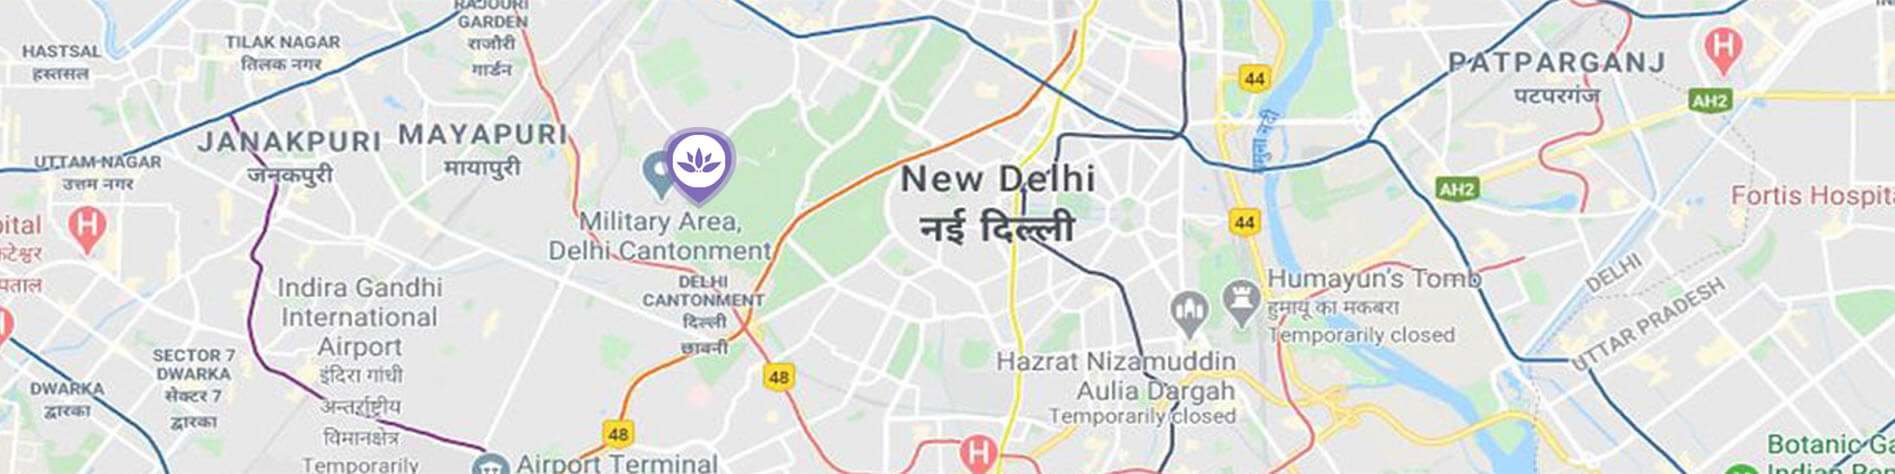 RAJOURI
GARDEN
राजौरी
गार्डन
HASTSAL
हस्तसल
TILAK NAGAR
तिलक नगर
JANAKPURI
जनकपुरी
MAYAPURI
मायापुरी
UTTAM NAGAR
उत्तम नगर
Military Area,
Delhi Cantonment
DELHI
CANTONMENT
दिल्ली
छावनी
Indira Gandhi
International
Airport
इंदिरा गांधी
अन्तर्राष्ट्रीय
विमानक्षेत्र
Temporarily
SECTOR 7
DWARKA
सेक्टर 7
द्वारका
DWARKA
द्वारका
48
48
Airport Terminal
New Delhi
नई दिल्ली
44
44
यमुना नदी
Humayun's Tomb
हुमायूं का मकबरा
Temporarily closed
Hazrat Nizamuddin
Aulia Dargah
Temporarily closed
PATPARGANJ
पटपरगंज
AH2
AH2
H
H
H
Fortis Hospita
DELHI
UTTAR PRADESH
Botanic Ga